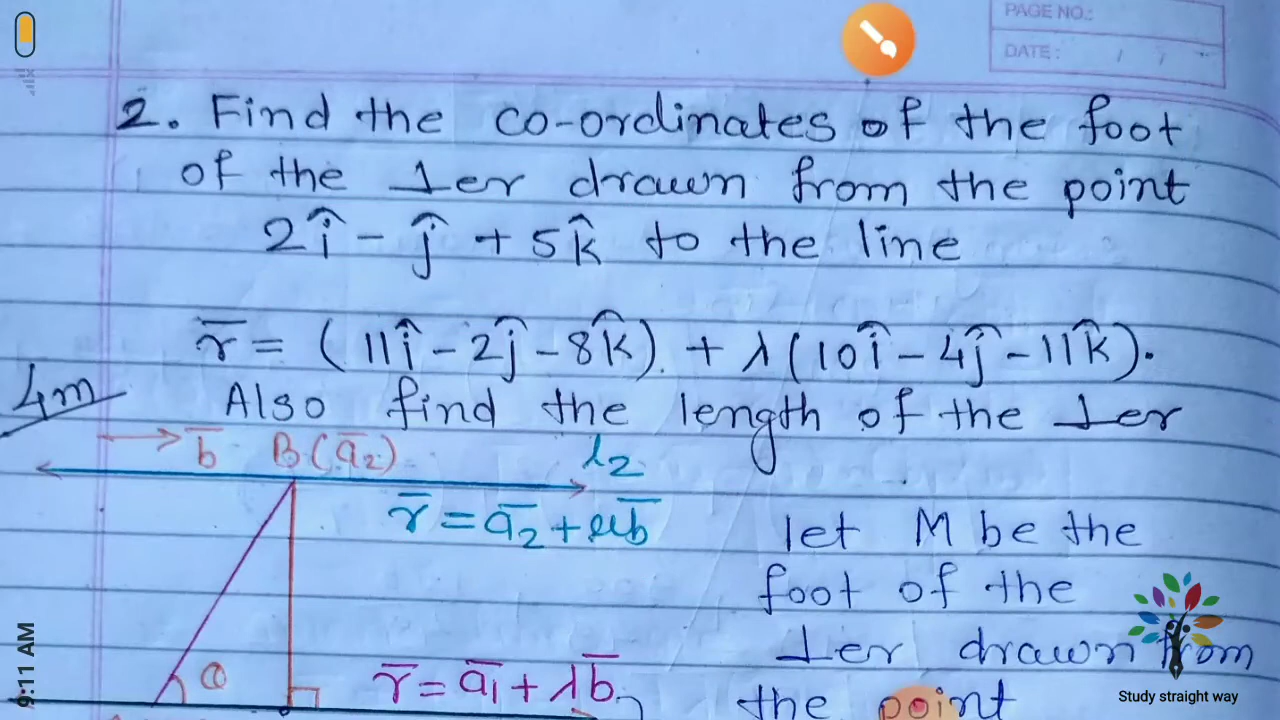 PAGE NO.:
DATE: / /
2. Find the co-ordinates of the foot
of the ⊥er drawn from the point
2î - ĵ + 5k̂ to the line
r̅ = (11î - 2ĵ - 8k̂) + λ(10î - 4ĵ - 11k̂).
4m
Also find the length of the ⊥er
b̅ B(a̅₂) l₂
r̅ = a̅₂ + μb̅
let M be the
foot of the
⊥er drawn from
the point
θ
r̅ = a̅₁ + λb̅
9:11 AM
Study straight way